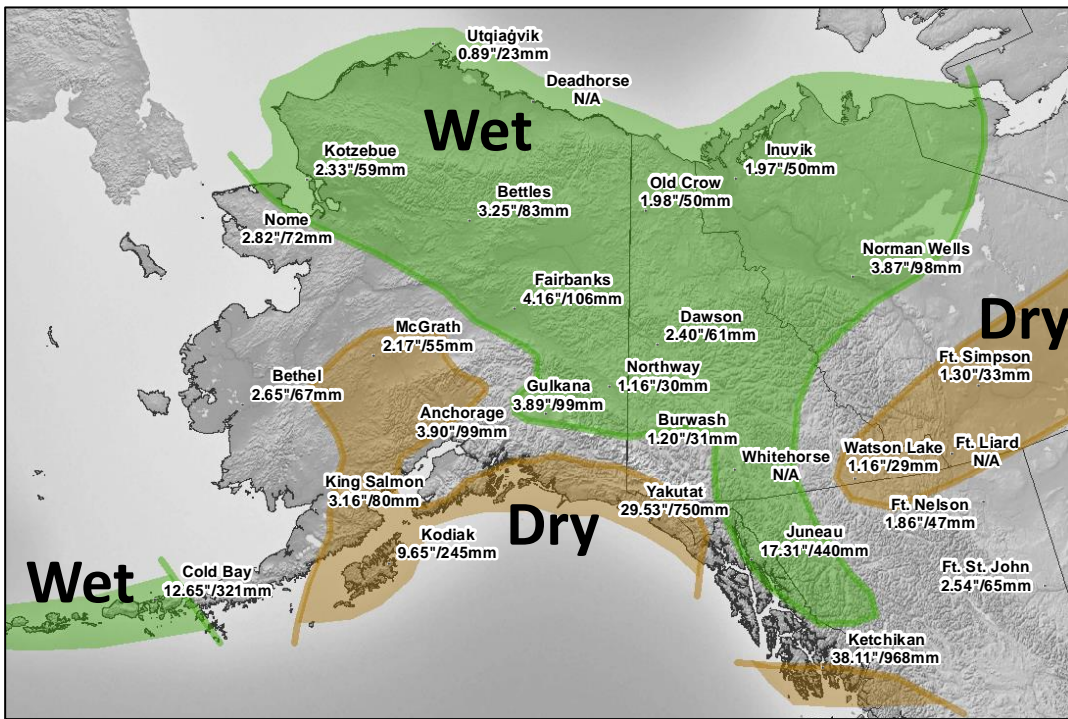 Utqiaġvik
0.89"/23mm
Deadhorse
N/A
Wet
Kotzebue
2.33"/59mm
Inuvik
1.97"/50mm
Bettles
3.25"/83mm
Old Crow
1.98"/50mm
Nome
2.82"/72mm
Norman Wells
3.87"/98mm
Fairbanks
4.16"/106mm
Dawson
2.40"/61mm
Dry
McGrath
2.17"/55mm
Ft. Simpson
1.30"/33mm
Bethel
2.65"/67mm
Northway
1.16"/30mm
Gulkana
3.89"/99mm
Anchorage
3.90"/99mm
Burwash
1.20"/31mm
Watson Lake
1.16"/29mm
Ft. Liard
N/A
Whitehorse
N/A
King Salmon
3.16"/80mm
Yakutat
29.53"/750mm
Ft. Nelson
1.86"/47mm
Kodiak
9.65"/245mm
Dry
Juneau
17.31"/440mm
Wet
Cold Bay
12.65"/321mm
Ft. St. John
2.54"/65mm
Ketchikan
38.11"/968mm